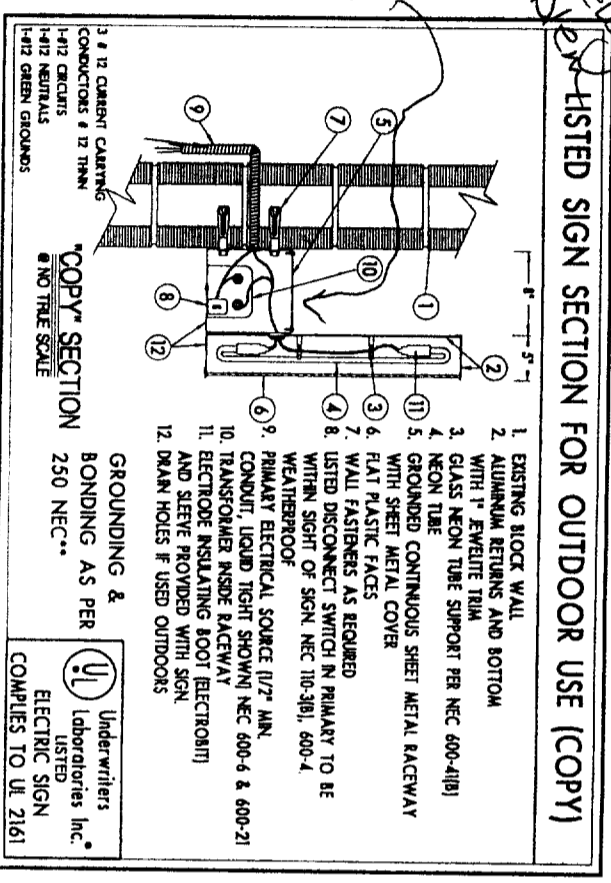 LISTED SIGN SECTION FOR OUTDOOR USE (COPY)
1. EXISTING BLOCK WALL
2. ALUMINUM RETURNS AND BOTTOM
WITH 1" JEWELITE TRIM
3. GLASS NEON TUBE SUPPORT PER NEC 600-41(B)
4. NEON TUBE
5. GROUNDED CONTINUOUS SHEET METAL RACEWAY
WITH SHEET METAL COVER
6. FLAT PLASTIC FACES
7. WALL FASTENERS AS REQUIRED
8. LISTED DISCONNECT SWITCH IN PRIMARY TO BE
WITHIN SIGHT OF SIGN. NEC 110-3(B), 600-4,
WEATHERPROOF
9. PRIMARY ELECTRICAL SOURCE (1/2" MIN.
CONDUIT, LIQUID TIGHT SHOWN) NEC 600-6 & 600-21
10. TRANSFORMER INSIDE RACEWAY
11. ELECTRODE INSULATING BOOT (ELECTROBIT)
AND SLEEVE PROVIDED WITH SIGN.
12. DRAIN HOLES IF USED OUTDOORS
8" 5"
1
2
3
4
5
6
7
8
9
10
11
12
3 # 12 CURRENT CARRYING
CONDUCTORS # 12 THNN
1-#12 CIRCUITS
1-#12 NEUTRALS
1-#12 GREEN GROUNDS
"COPY" SECTION
@ NO TRUE SCALE
GROUNDING &
BONDING AS PER
250 NEC**
UL
Underwriters
Laboratories Inc.®
LISTED
ELECTRIC SIGN
COMPLIES TO UL 2161